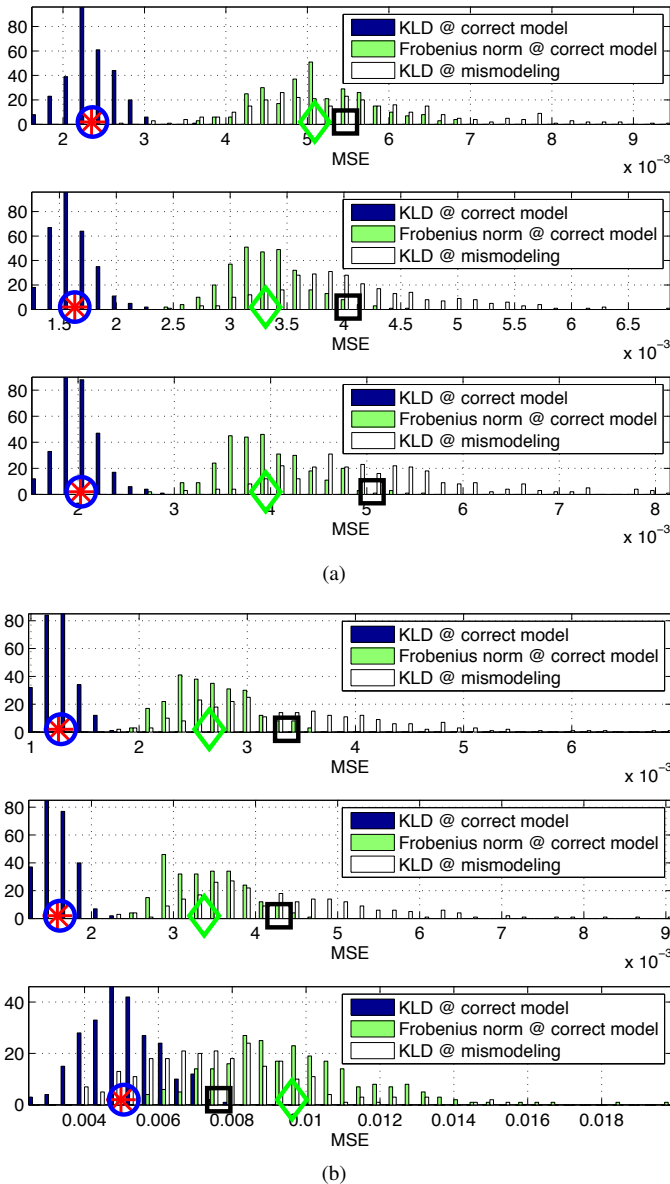 80
60
40
20
0
KLD @ correct model
Frobenius norm @ correct model
KLD @ mismodeling
2 3 4 5 6 7 8 9
MSE
x 10⁻³
80
60
40
20
0
KLD @ correct model
Frobenius norm @ correct model
KLD @ mismodeling
1.5 2 2.5 3 3.5 4 4.5 5 5.5 6 6.5
MSE
x 10⁻³
80
60
40
20
0
KLD @ correct model
Frobenius norm @ correct model
KLD @ mismodeling
2 3 4 5 6 7 8
MSE
x 10⁻³
(a)
80
60
40
20
0
KLD @ correct model
Frobenius norm @ correct model
KLD @ mismodeling
1 2 3 4 5 6
MSE
x 10⁻³
80
60
40
20
0
KLD @ correct model
Frobenius norm @ correct model
KLD @ mismodeling
2 3 4 5 6 7 8 9
MSE
x 10⁻³
40
20
0
KLD @ correct model
Frobenius norm @ correct model
KLD @ mismodeling
0.004 0.006 0.008 0.01 0.012 0.014 0.016 0.018
MSE
(b)